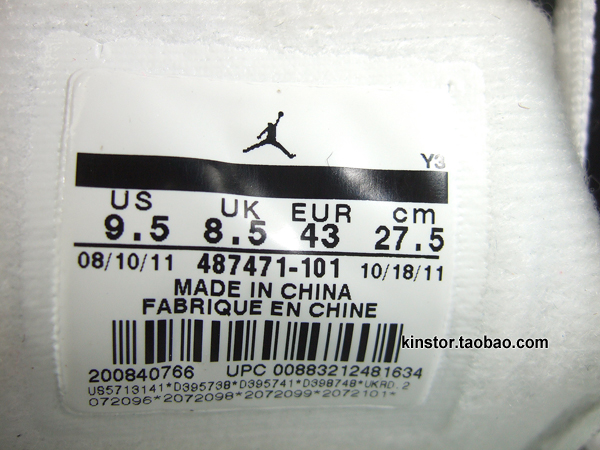 Y3
US UK EUR cm
9.5 8.5 43 27.5
08/10/11 487471-101 10/18/11
MADE IN CHINA
FABRIQUE EN CHINE
kinstor.taobao.com
200840766 UPC 00883212481634
US5713141*D395738*D395741*D398748*UKRD.2
072096*2072098*2072099*2072101*